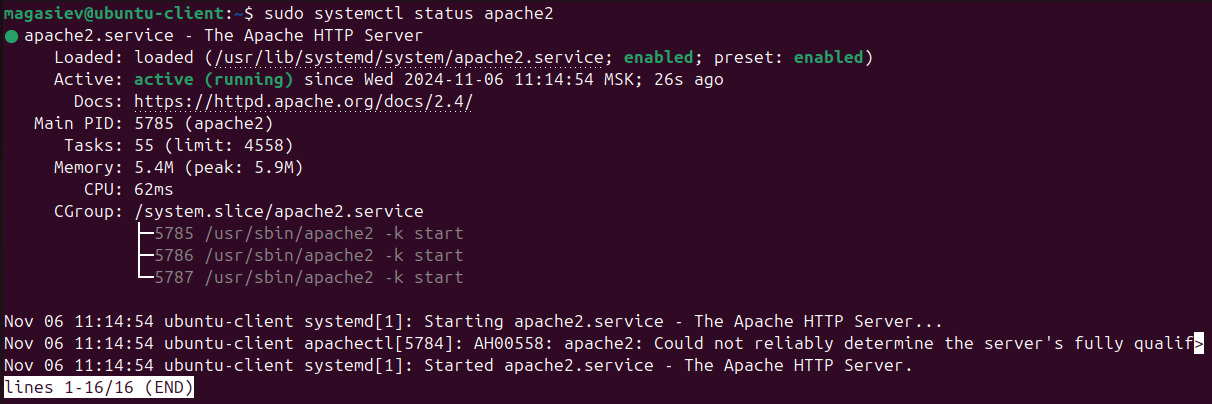 magasiev@ubuntu-client:~$ sudo systemctl status apache2
● apache2.service - The Apache HTTP Server
     Loaded: loaded (/usr/lib/systemd/system/apache2.service; enabled; preset: enabled)
     Active: active (running) since Wed 2024-11-06 11:14:54 MSK; 26s ago
       Docs: https://httpd.apache.org/docs/2.4/
   Main PID: 5785 (apache2)
      Tasks: 55 (limit: 4558)
     Memory: 5.4M (peak: 5.9M)
        CPU: 62ms
     CGroup: /system.slice/apache2.service
             ├─5785 /usr/sbin/apache2 -k start
             ├─5786 /usr/sbin/apache2 -k start
             └─5787 /usr/sbin/apache2 -k start

Nov 06 11:14:54 ubuntu-client systemd[1]: Starting apache2.service - The Apache HTTP Server...
Nov 06 11:14:54 ubuntu-client apachectl[5784]: AH00558: apache2: Could not reliably determine the server's fully qualif>
Nov 06 11:14:54 ubuntu-client systemd[1]: Started apache2.service - The Apache HTTP Server.
lines 1-16/16 (END)